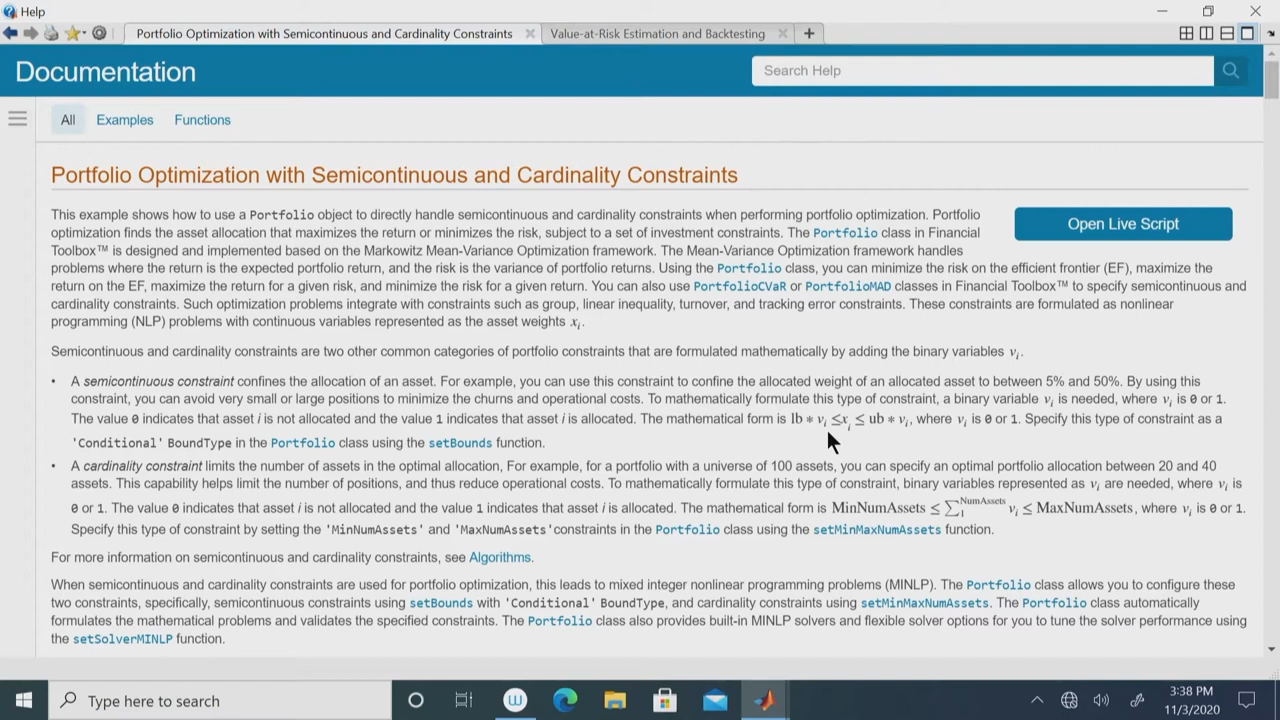 Help
Portfolio Optimization with Semicontinuous and Cardinality Constraints
Value-at-Risk Estimation and Backtesting
Documentation
Search Help
All Examples Functions
Portfolio Optimization with Semicontinuous and Cardinality Constraints
Open Live Script
This example shows how to use a Portfolio object to directly handle semicontinuous and cardinality constraints when performing portfolio optimization. Portfolio
optimization finds the asset allocation that maximizes the return or minimizes the risk, subject to a set of investment constraints. The Portfolio class in Financial
Toolbox™ is designed and implemented based on the Markowitz Mean-Variance Optimization framework. The Mean-Variance Optimization framework handles
problems where the return is the expected portfolio return, and the risk is the variance of portfolio returns. Using the Portfolio class, you can minimize the risk on the efficient frontier (EF), maximize the
return on the EF, maximize the return for a given risk, and minimize the risk for a given return. You can also use PortfolioCVaR or PortfolioMAD classes in Financial Toolbox™ to specify semicontinuous and
cardinality constraints. Such optimization problems integrate with constraints such as group, linear inequality, turnover, and tracking error constraints. These constraints are formulated as nonlinear
programming (NLP) problems with continuous variables represented as the asset weights xᵢ.
Semicontinuous and cardinality constraints are two other common categories of portfolio constraints that are formulated mathematically by adding the binary variables vᵢ.
• A semicontinuous constraint confines the allocation of an asset. For example, you can use this constraint to confine the allocated weight of an allocated asset to between 5% and 50%. By using this
constraint, you can avoid very small or large positions to minimize the churns and operational costs. To mathematically formulate this type of constraint, a binary variable vᵢ is needed, where vᵢ is 0 or 1.
The value 0 indicates that asset i is not allocated and the value 1 indicates that asset i is allocated. The mathematical form is lb * vᵢ ≤ xᵢ ≤ ub * vᵢ, where vᵢ is 0 or 1. Specify this type of constraint as a
'Conditional' BoundType in the Portfolio class using the setBounds function.
• A cardinality constraint limits the number of assets in the optimal allocation, For example, for a portfolio with a universe of 100 assets, you can specify an optimal portfolio allocation between 20 and 40
assets. This capability helps limit the number of positions, and thus reduce operational costs. To mathematically formulate this type of constraint, binary variables represented as vᵢ are needed, where vᵢ is
0 or 1. The value 0 indicates that asset i is not allocated and the value 1 indicates that asset i is allocated. The mathematical form is MinNumAssets ≤ ∑₁^NumAssets vᵢ ≤ MaxNumAssets, where vᵢ is 0 or 1.
Specify this type of constraint by setting the 'MinNumAssets' and 'MaxNumAssets'constraints in the Portfolio class using the setMinMaxNumAssets function.
For more information on semicontinuous and cardinality constraints, see Algorithms.
When semicontinuous and cardinality constraints are used for portfolio optimization, this leads to mixed integer nonlinear programming problems (MINLP). The Portfolio class allows you to configure these
two constraints, specifically, semicontinuous constraints using setBounds with 'Conditional' BoundType, and cardinality constraints using setMinMaxNumAssets. The Portfolio class automatically
formulates the mathematical problems and validates the specified constraints. The Portfolio class also provides built-in MINLP solvers and flexible solver options for you to tune the solver performance using
the setSolverMINLP function.
Type here to search
3:38 PM
11/3/2020